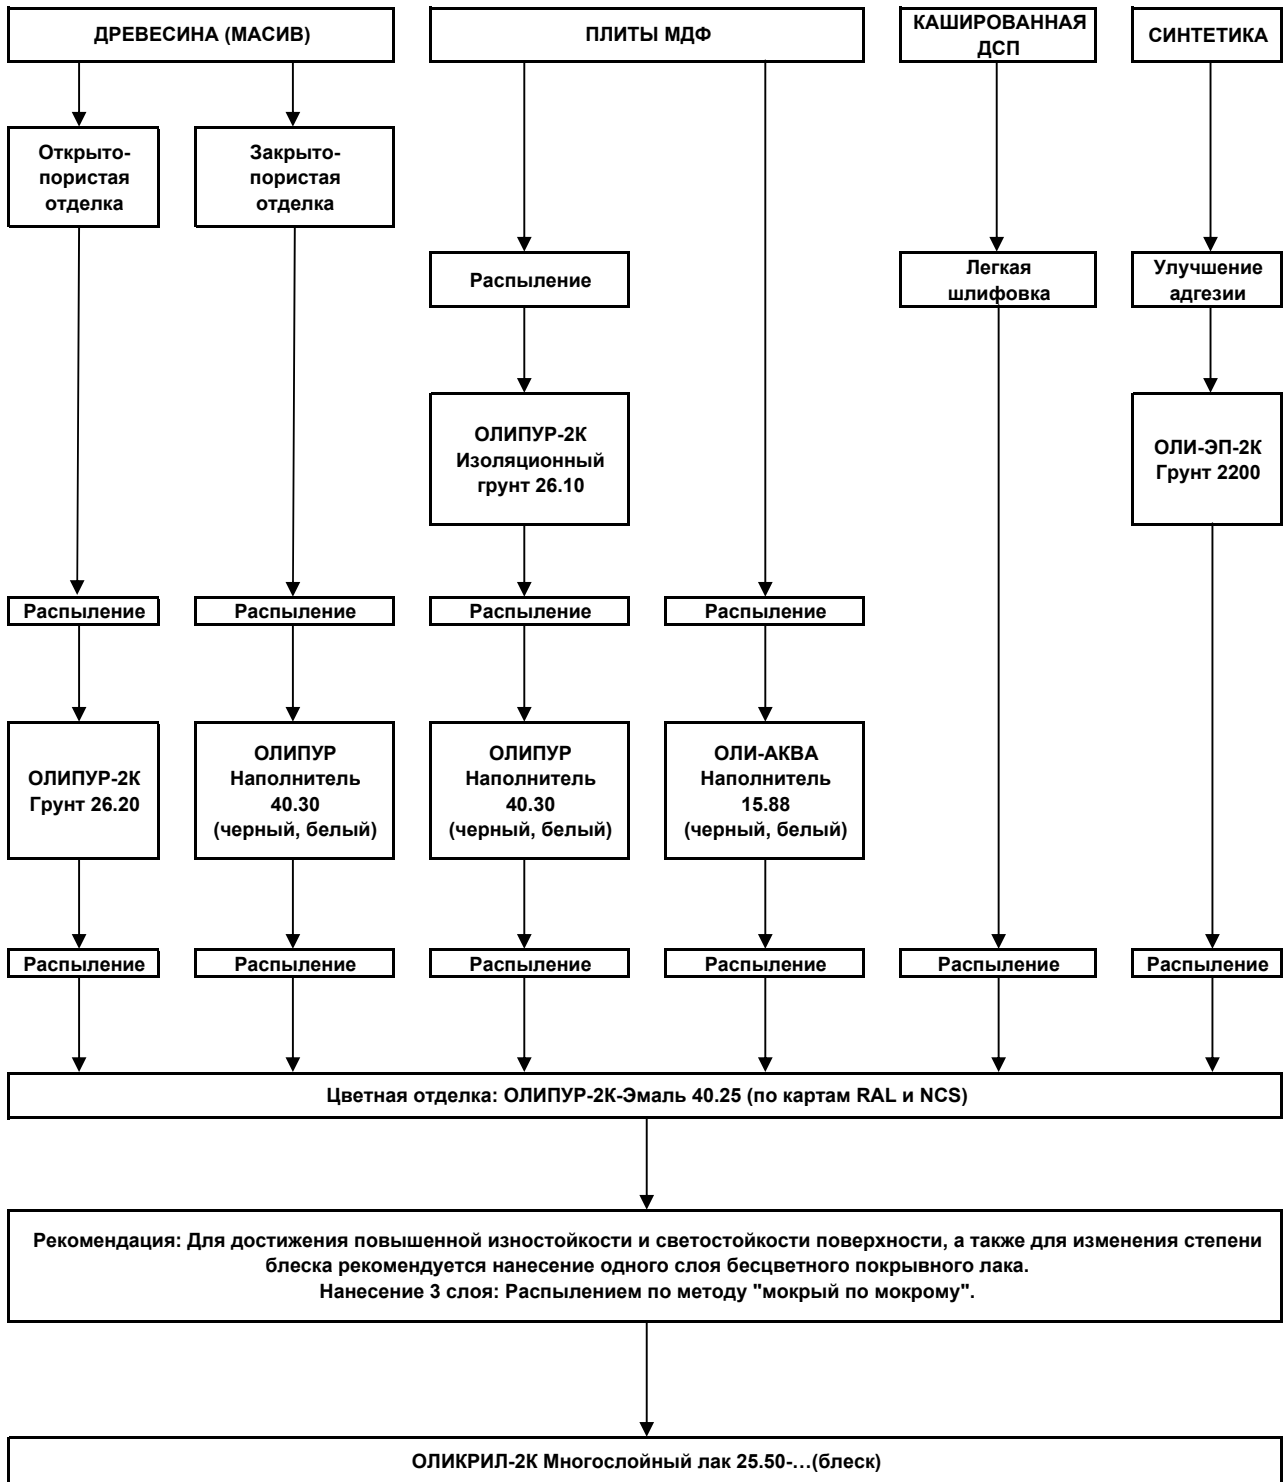 ДРЕВЕСИНА (МАСИВ)
ПЛИТЫ МДФ
КАШИРОВАННАЯ
ДСП
СИНТЕТИКА
Открыто-
пористая
отделка
Закрыто-
пористая
отделка
Распыление
Легкая
шлифовка
Улучшение
адгезии
ОЛИПУР-2К
Изоляционный
грунт 26.10
ОЛИ-ЭП-2К
Грунт 2200
Распыление
Распыление
Распыление
Распыление
ОЛИПУР-2К
Грунт 26.20
ОЛИПУР
Наполнитель
40.30
(черный, белый)
ОЛИПУР
Наполнитель
40.30
(черный, белый)
ОЛИ-АКВА
Наполнитель
15.88
(черный, белый)
Распыление
Распыление
Распыление
Распыление
Распыление
Распыление
Цветная отделка: ОЛИПУР-2К-Эмаль 40.25 (по картам RAL и NCS)
Рекомендация: Для достижения повышенной изностойкости и светостойкости поверхности, а также для изменения степени
блеска рекомендуется нанесение одного слоя бесцветного покрывного лака.
Нанесение 3 слоя: Распылением по методу "мокрый по мокрому".
ОЛИКРИЛ-2К Многослойный лак 25.50-...(блеск)